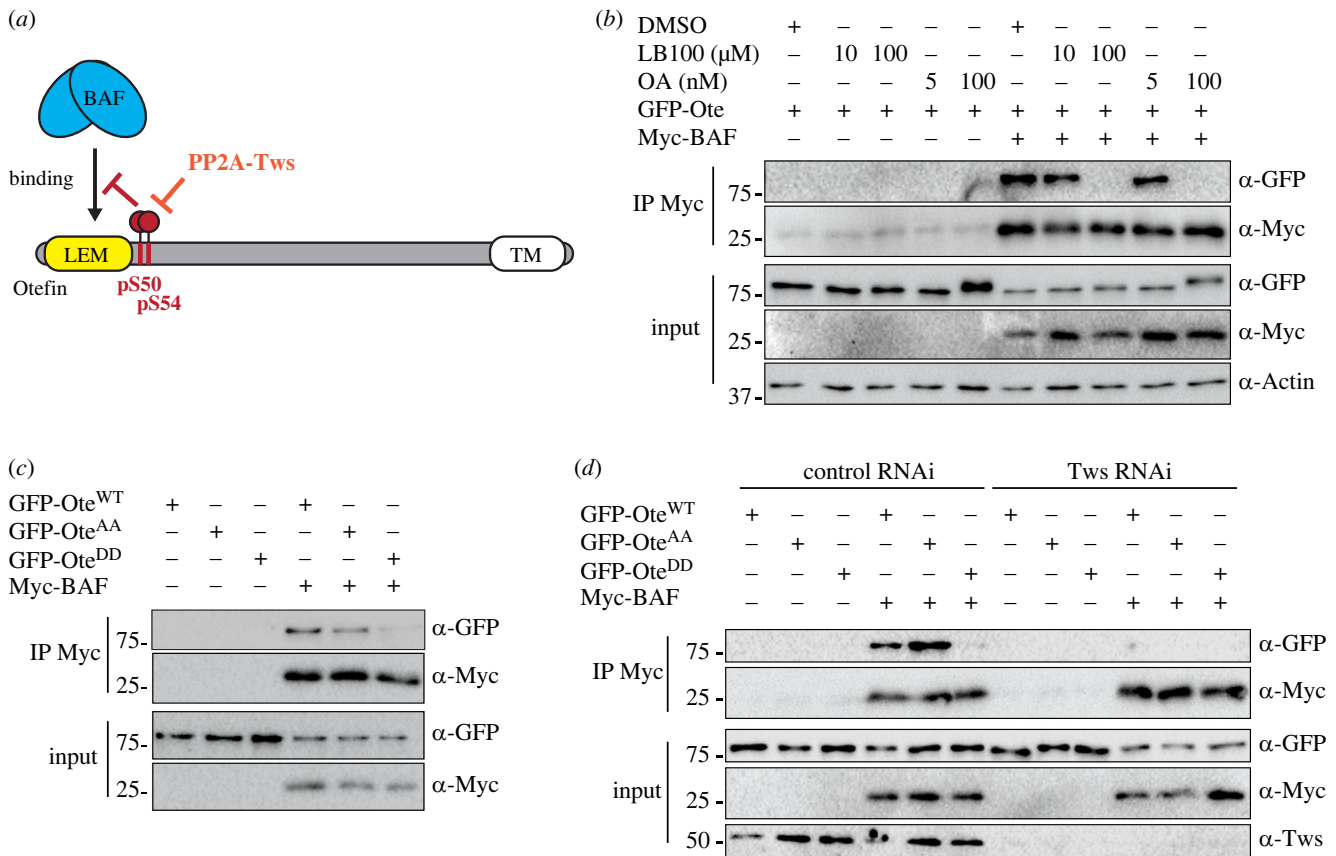 (a)
BAF
binding
PP2A-Tws
LEM
TM
Otefin
pS50
pS54
(b)
DMSO + – – – – + – – – –
LB100 (µM) – 10 100 – – – 10 100 – –
OA (nM) – – – 5 100 – – – 5 100
GFP-Ote + + + + + + + + + +
Myc-BAF – – – – – + + + + +
IP Myc
75 α-GFP
25 α-Myc
input
75 α-GFP
25 α-Myc
37 α-Actin
(c)
GFP-Ote^WT + – – + – –
GFP-Ote^AA – + – – + –
GFP-Ote^DD – – + – – +
Myc-BAF – – – + + +
IP Myc
75 α-GFP
25 α-Myc
input
75 α-GFP
25 α-Myc
(d)
control RNAi Tws RNAi
GFP-Ote^WT + – – + – – + – – + – –
GFP-Ote^AA – + – – + – – + – – + –
GFP-Ote^DD – – + – – + – – + – – +
Myc-BAF – – – + + + – – – + + +
IP Myc
75 α-GFP
25 α-Myc
input
75 α-GFP
25 α-Myc
50 α-Tws